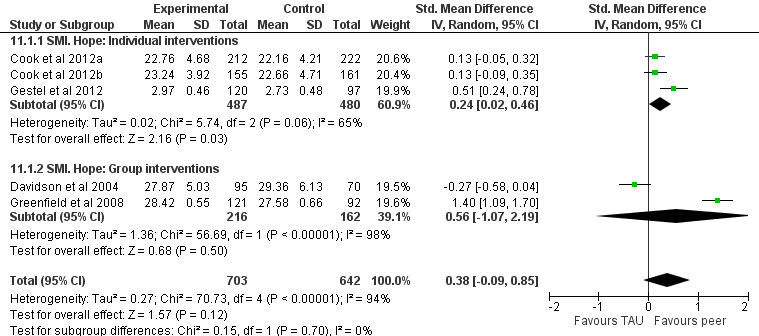 Experimental Control Std. Mean Difference Std. Mean Difference
Study or Subgroup Mean SD Total Mean SD Total Weight IV, Random, 95% CI IV, Random, 95% CI
11.1.1 SMI. Hope: Individual interventions
Cook et al 2012a 22.76 4.68 212 22.16 4.21 222 20.6% 0.13 [-0.05, 0.32]
Cook et al 2012b 23.24 3.92 155 22.66 4.71 161 20.4% 0.13 [-0.09, 0.35]
Gestel et al 2012 2.97 0.46 120 2.73 0.48 97 19.9% 0.51 [0.24, 0.78]
Subtotal (95% CI) 487 480 60.9% 0.24 [0.02, 0.46]
Heterogeneity: Tau² = 0.02; Chi² = 5.74, df = 2 (P = 0.06); I² = 65%
Test for overall effect: Z = 2.16 (P = 0.03)
11.1.2 SMI. Hope: Group interventions
Davidson et al 2004 27.87 5.03 95 29.36 6.13 70 19.5% -0.27 [-0.58, 0.04]
Greenfield et al 2008 28.42 0.55 121 27.58 0.66 92 19.6% 1.40 [1.09, 1.70]
Subtotal (95% CI) 216 162 39.1% 0.56 [-1.07, 2.19]
Heterogeneity: Tau² = 1.36; Chi² = 56.69, df = 1 (P < 0.00001); I² = 98%
Test for overall effect: Z = 0.68 (P = 0.50)
Total (95% CI) 703 642 100.0% 0.38 [-0.09, 0.85]
Heterogeneity: Tau² = 0.27; Chi² = 70.73, df = 4 (P < 0.00001); I² = 94%
Test for overall effect: Z = 1.57 (P = 0.12)
Test for subgroup differences: Chi² = 0.15, df = 1 (P = 0.70), I² = 0%
-2 -1 0 1 2
Favours TAU Favours peer